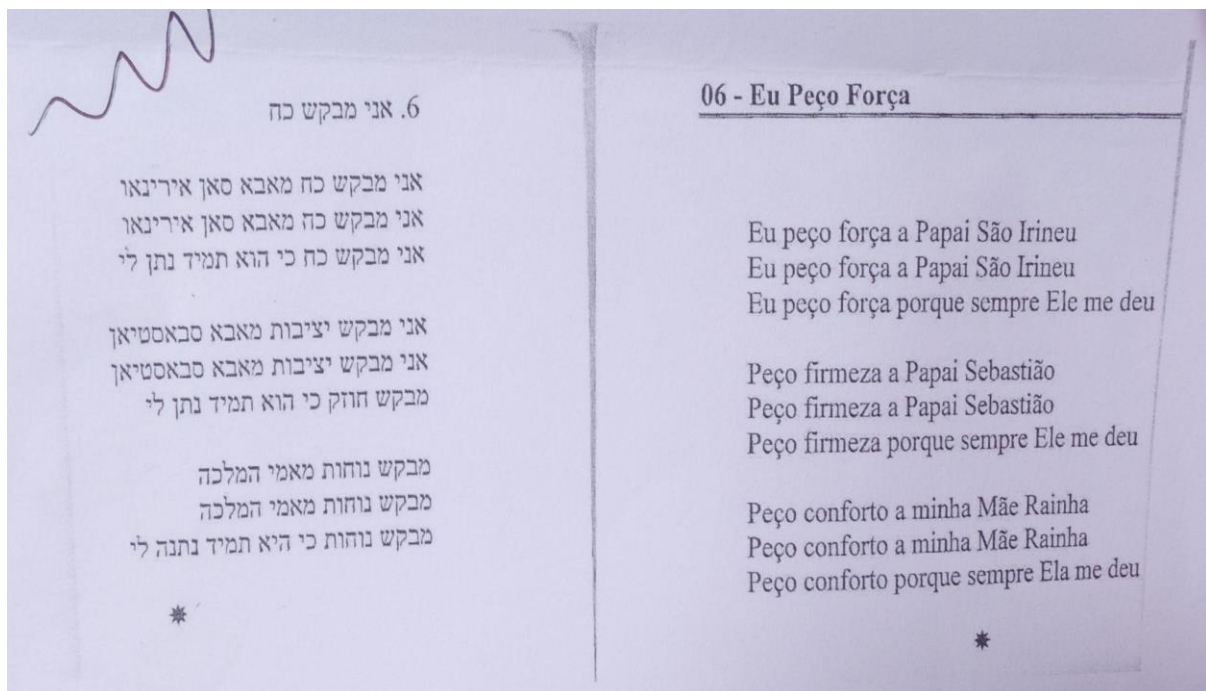 6. אני מבקש כח
אני מבקש כח מאבא סאן אירינאו
אני מבקש כח מאבא סאן אירינאו
אני מבקש כח כי הוא תמיד נתן לי
אני מבקש יציבות מאבא סבאסטיאן
אני מבקש יציבות מאבא סבאסטיאן
מבקש חוזק כי הוא תמיד נתן לי
מבקש נוחות מאמי המלכה
מבקש נוחות מאמי המלכה
מבקש נוחות כי היא תמיד נתנה לי
06 - Eu Peço Força
Eu peço força a Papai São Irineu
Eu peço força a Papai São Irineu
Eu peço força porque sempre Ele me deu
Peço firmeza a Papai Sebastião
Peço firmeza a Papai Sebastião
Peço firmeza porque sempre Ele me deu
Peço conforto a minha Mãe Rainha
Peço conforto a minha Mãe Rainha
Peço conforto porque sempre Ela me deu